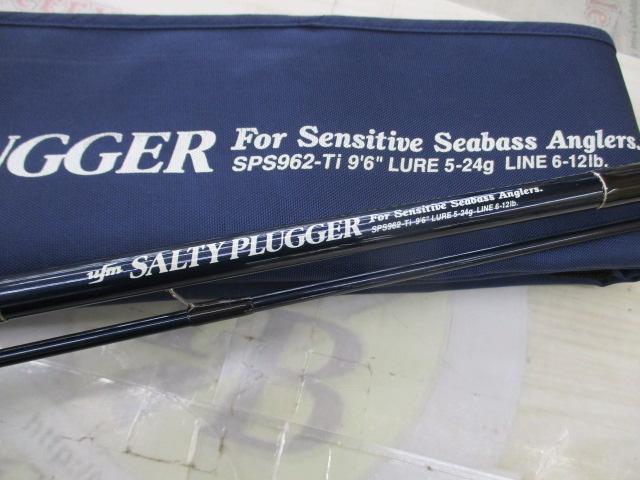 UGGER For Sensitive Seabass Anglers.
SPS962-Ti 9'6" LURE 5-24g LINE 6-12lb.
ufm SALTY PLUGGER For Sensitive Seabass Anglers.
SPS962-Ti 9'6" LURE 5-24g LINE 6-12lb.
http://